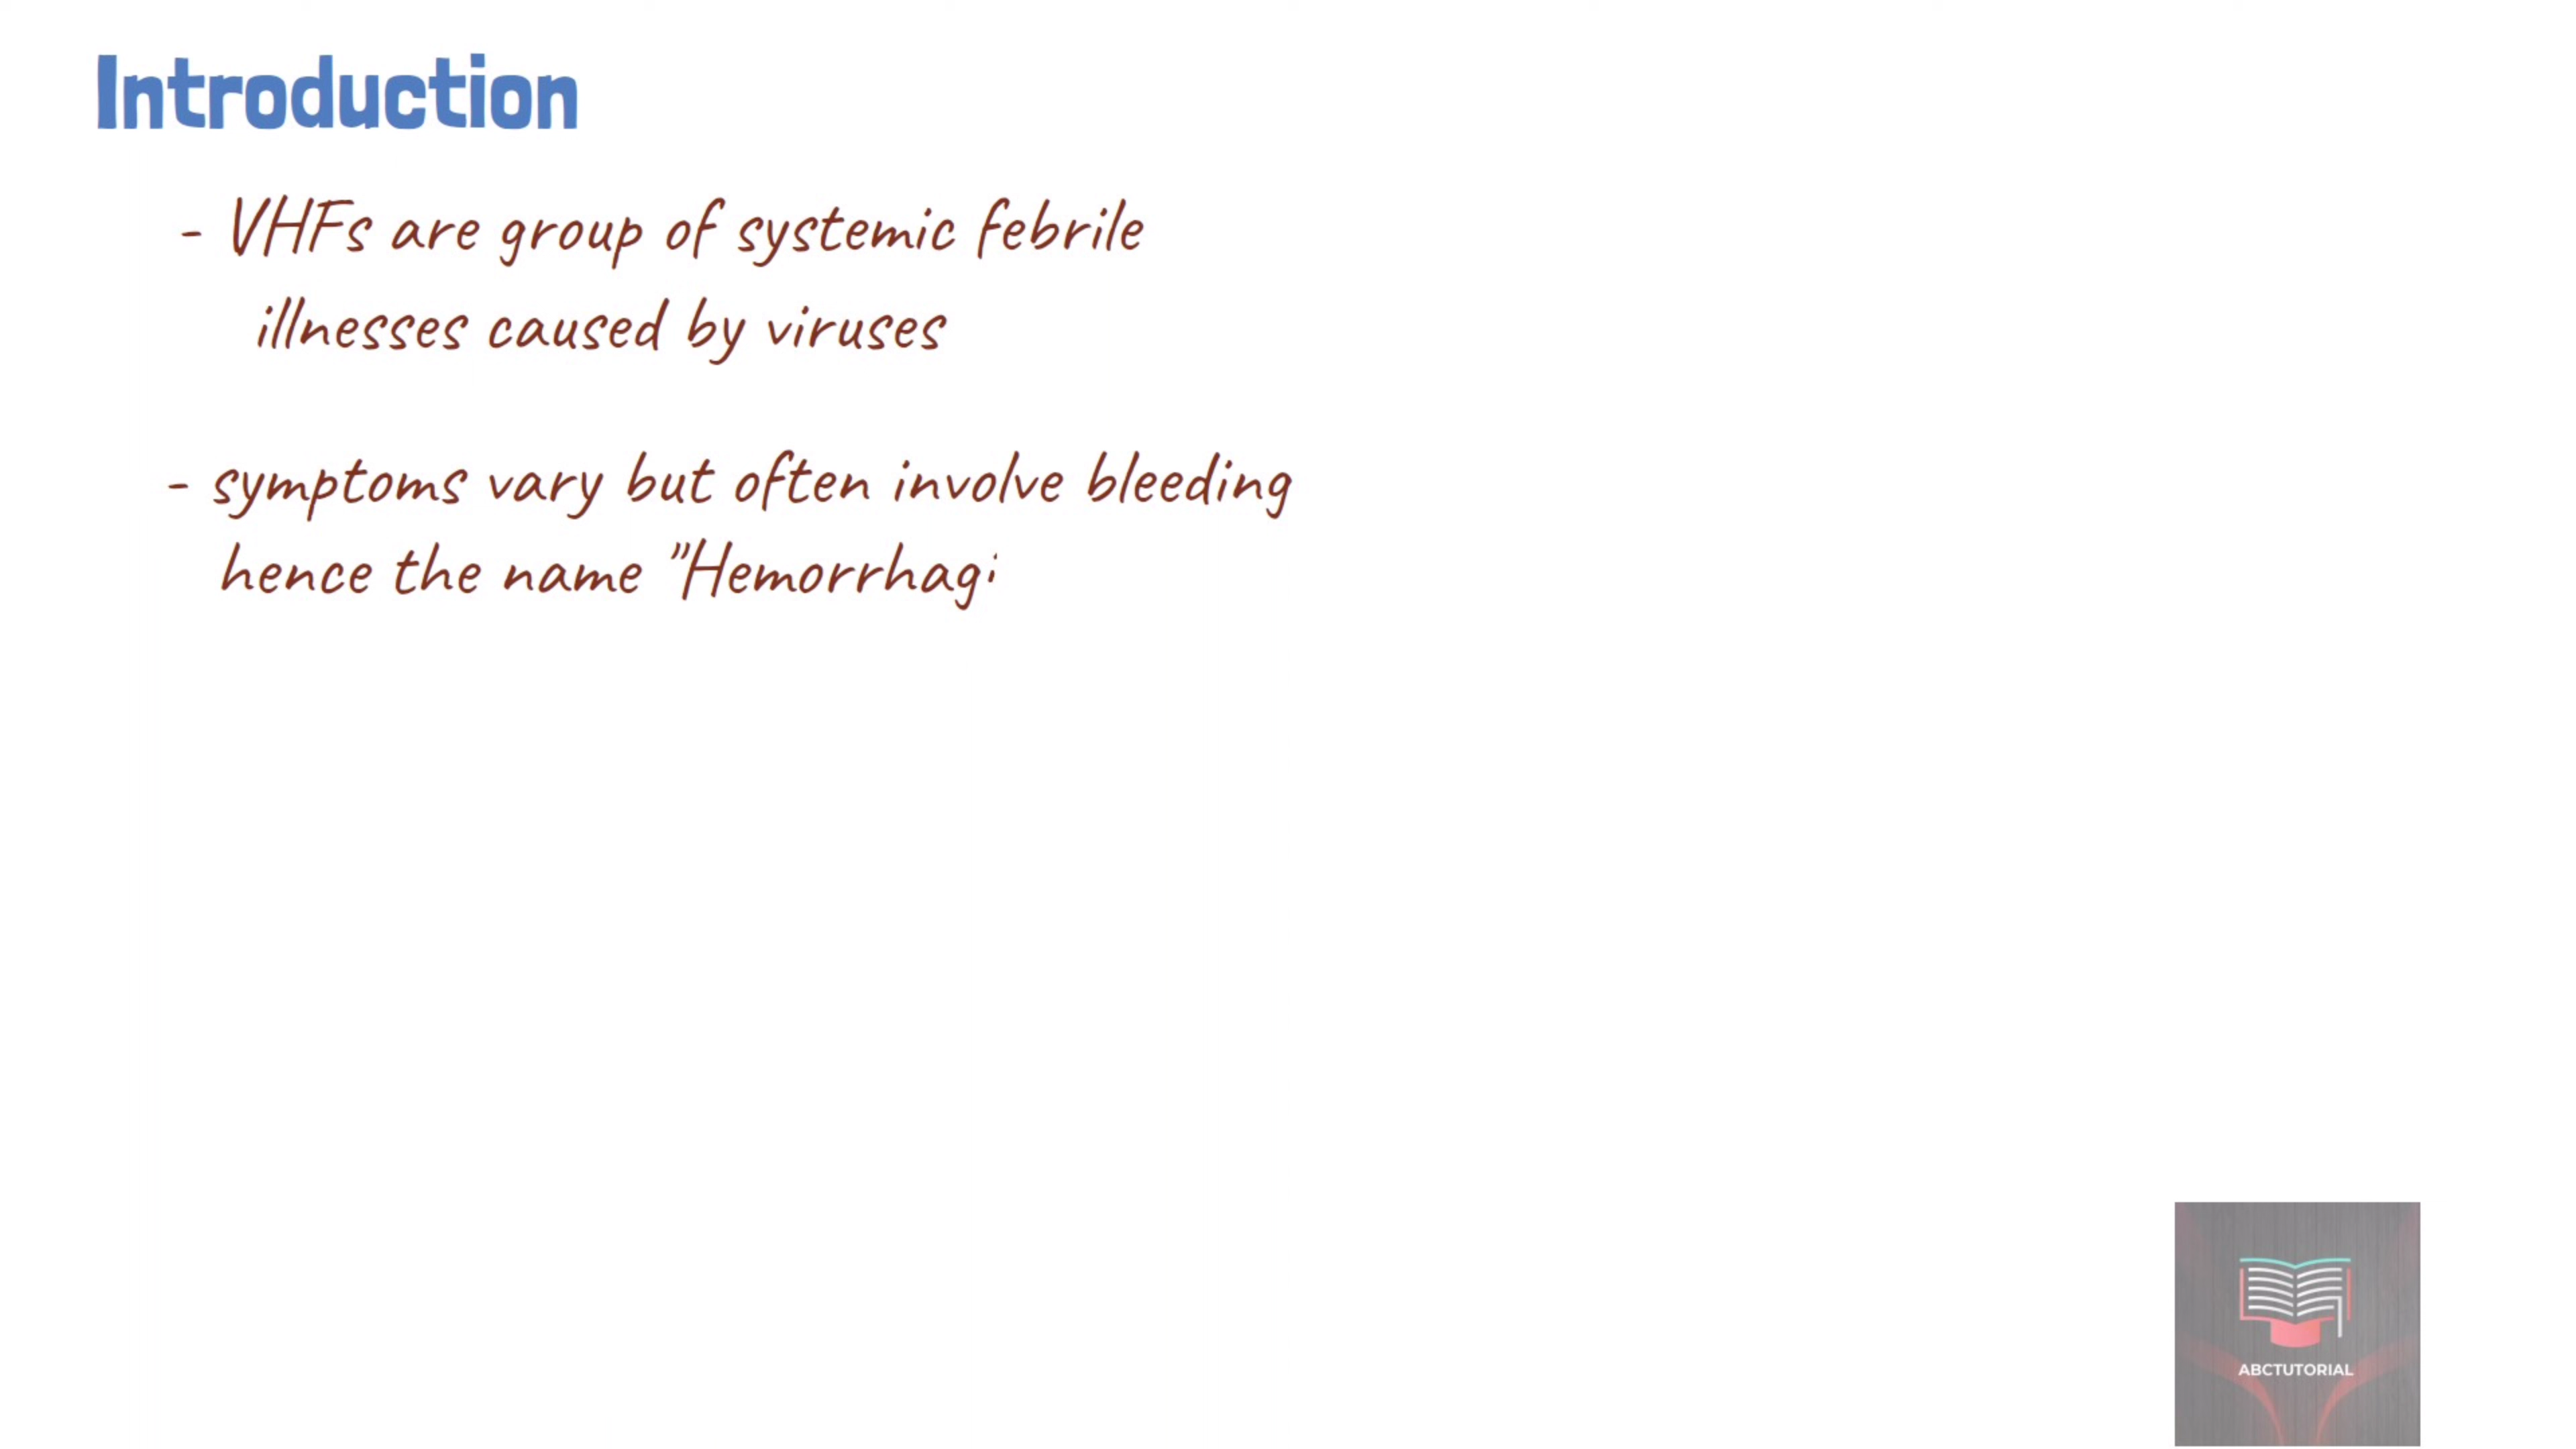 Introduction
- VHFs are group of systemic febrile
illnesses caused by viruses
- symptoms vary but often involve bleeding
hence the name "Hemorrhagi
ABCTUTORIAL